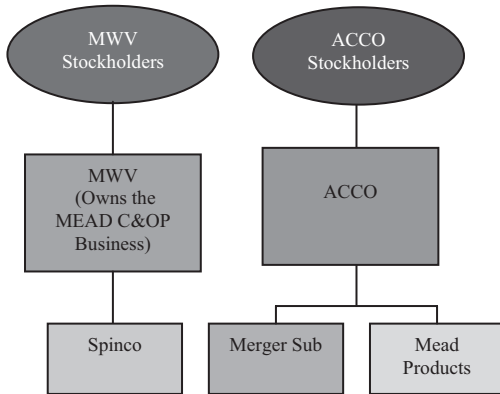 MWV
Stockholders
ACCO
Stockholders
MWV
(Owns the
MEAD C&OP
Business)
ACCO
Spinco
Merger Sub
Mead
Products